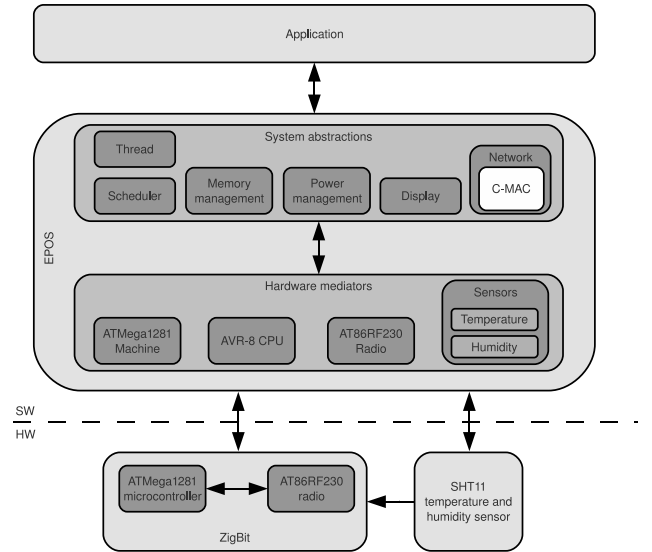 Application
System abstractions
Thread
Network
C-MAC
Scheduler
Memory
management
Power
management
Display
EPOS
Hardware mediators
Sensors
Temperature
Humidity
ATMega1281
Machine
AVR-8 CPU
AT86RF230
Radio
SW
HW
ATMega1281
microcontroller
AT86RF230
radio
ZigBit
SHT11
temperature and
humidity sensor